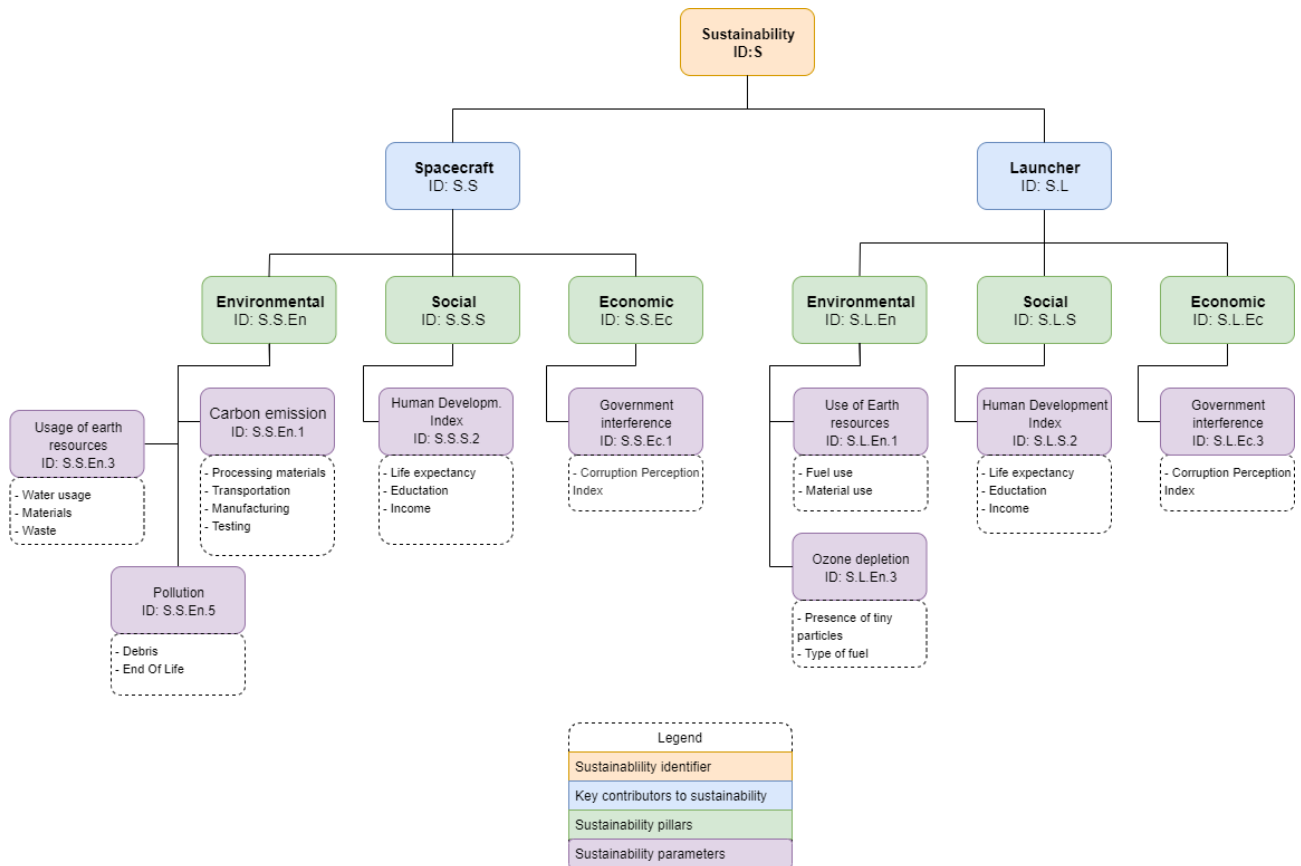 Sustainability
ID:S
Spacecraft
ID: S.S
Launcher
ID: S.L
Environmental
ID: S.S.En
Social
ID: S.S.S
Economic
ID: S.S.Ec
Environmental
ID: S.L.En
Social
ID: S.L.S
Economic
ID: S.L.Ec
Usage of earth
resources
ID: S.S.En.3
- Water usage
- Materials
- Waste
Carbon emission
ID: S.S.En.1
- Processing materials
- Transportation
- Manufacturing
- Testing
Pollution
ID: S.S.En.5
- Debris
- End Of Life
Human Developm.
Index
ID: S.S.S.2
- Life expectancy
- Eductation
- Income
Government
interference
ID: S.S.Ec.1
- Corruption Perception
Index
Use of Earth
resources
ID: S.L.En.1
- Fuel use
- Material use
Ozone depletion
ID: S.L.En.3
- Presence of tiny
particles
- Type of fuel
Human Development
Index
ID: S.L.S.2
- Life expectancy
- Eductation
- Income
Government
interference
ID: S.L.Ec.3
- Corruption Perception
Index
Legend
Sustainablility identifier
Key contributors to sustainability
Sustainability pillars
Sustainability parameters